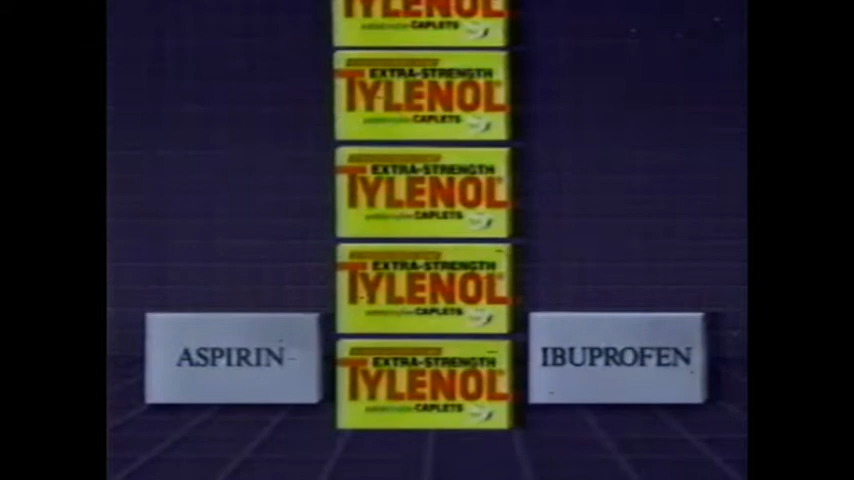 TYLENOL
CAPLETS
EXTRA-STRENGTH
TYLENOL
CAPLETS
EXTRA-STRENGTH
TYLENOL
CAPLETS
EXTRA-STRENGTH
TYLENOL
CAPLETS
ASPIRIN
IBUPROFEN
EXTRA-STRENGTH
TYLENOL
CAPLETS